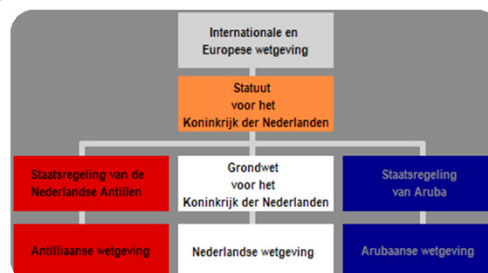 Internationale en
Europese wetgeving
Statuut
voor het
Koninkrijk der Nederlanden
Staatsregeling van de
Nederlandse Antillen
Grondwet
voor het
Koninkrijk der Nederlanden
Staatsregeling
van Aruba
Antilliaanse wetgeving
Nederlandse wetgeving
Arubaanse wetgeving